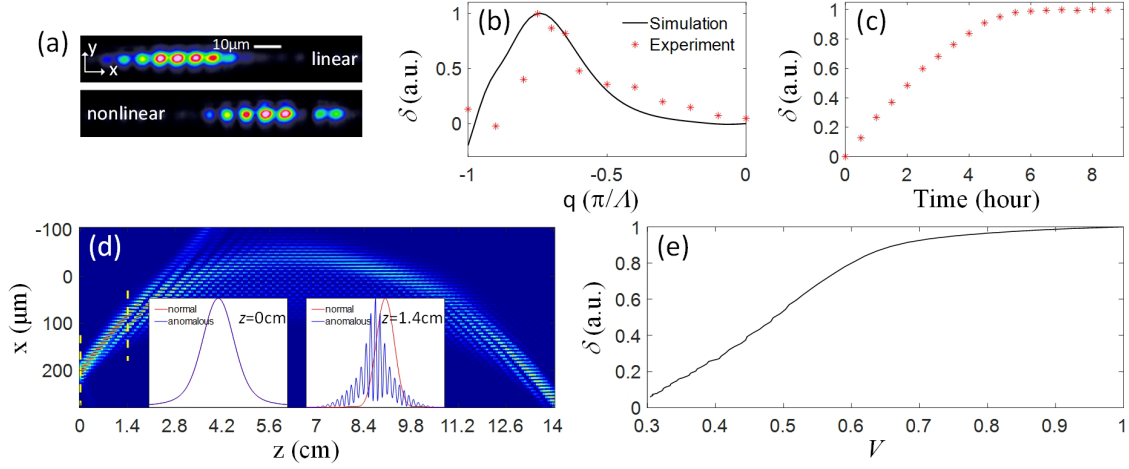 (a)
y
x
10μm
linear
nonlinear
(b)
δ (a.u.)
1
0.5
0
-1
-0.5
0
q (π/Λ)
Simulation
Experiment
(c)
δ (a.u.)
1
0.8
0.6
0.4
0.2
0
0
2
4
6
8
Time (hour)
(d)
x (μm)
-100
0
100
200
0
1.4
2.8
4.2
5.6
7
8.4
9.8
11.2
12.6
14
z (cm)
normal
anomalous
z=0cm
normal
anomalous
z=1.4cm
(e)
δ (a.u.)
1
0.8
0.6
0.4
0.2
0
0.3
0.4
0.5
0.6
0.7
0.8
0.9
1
V